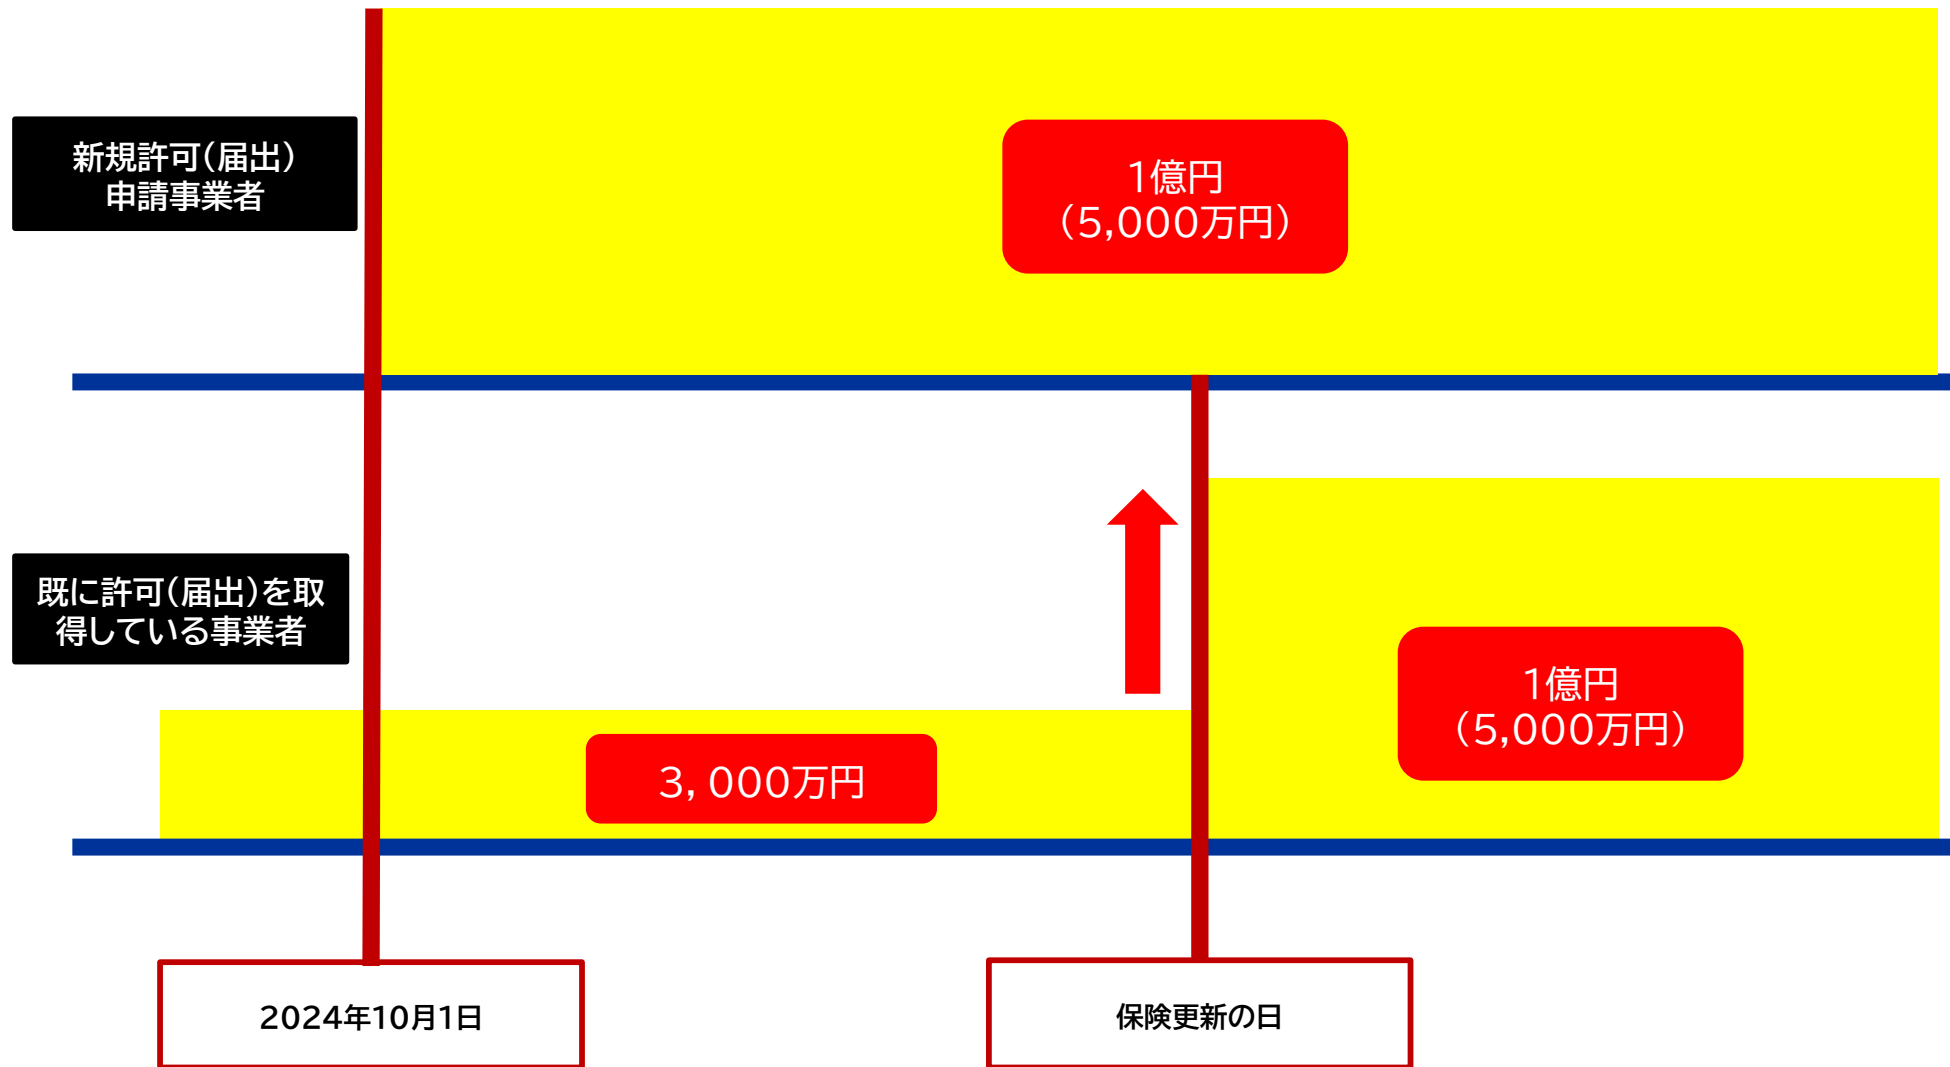 新規許可(届出)
申請事業者
1億円
(5,000万円)
既に許可(届出)を取
得している事業者
3,000万円
1億円
(5,000万円)
2024年10月1日
保険更新の日